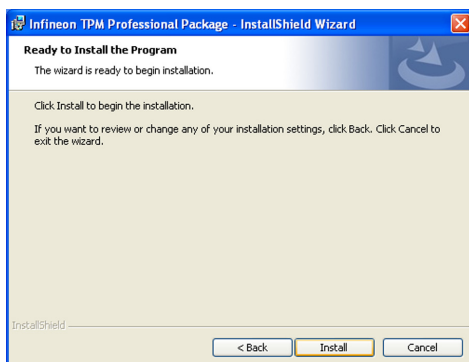 Infineon TPM Professional Package - InstallShield Wizard
Ready to Install the Program
The wizard is ready to begin installation.
Click Install to begin the installation.
If you want to review or change any of your installation settings, click Back. Click Cancel to
exit the wizard.
InstallShield
< Back Install Cancel